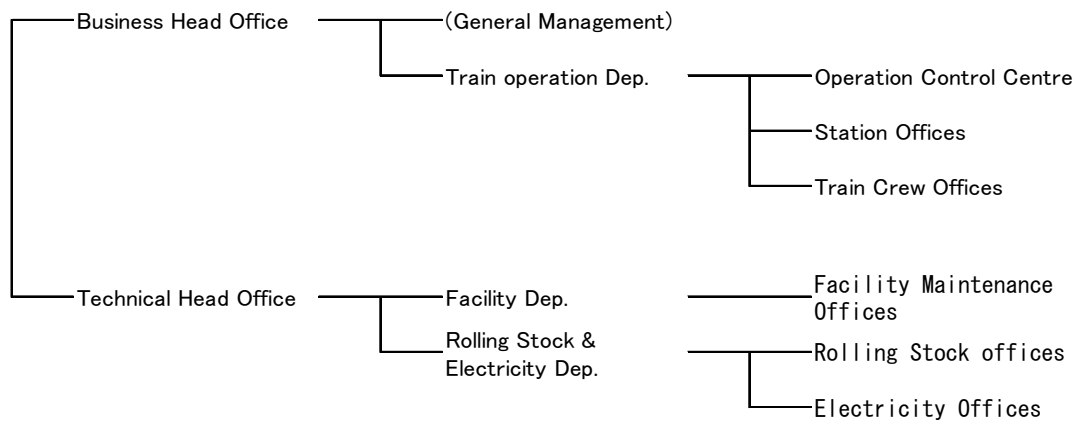 Business Head Office
(General Management)
Train operation Dep.
Operation Control Centre
Station Offices
Train Crew Offices
Technical Head Office
Facility Dep.
Facility Maintenance
Offices
Rolling Stock &
Electricity Dep.
Rolling Stock offices
Electricity Offices